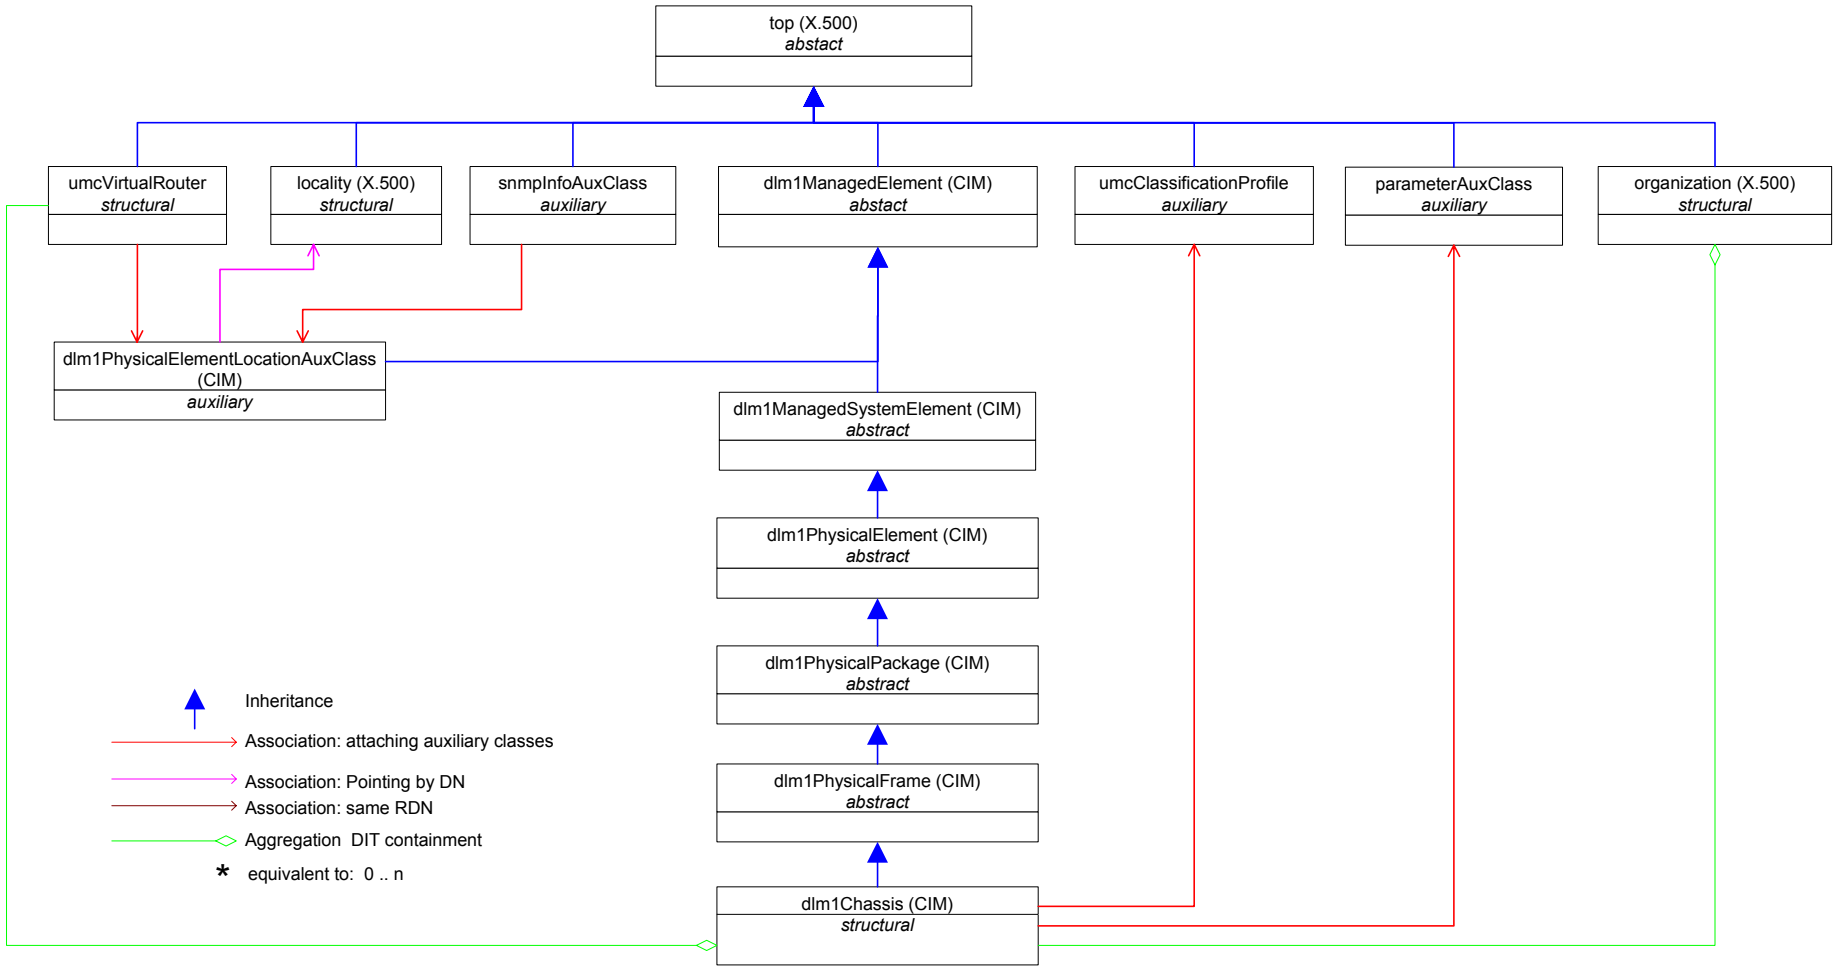 top (X.500)
abstact
umcVirtualRouter
structural
locality (X.500)
structural
snmpInfoAuxClass
auxiliary
dlm1ManagedElement (CIM)
abstact
umcClassificationProfile
auxiliary
parameterAuxClass
auxiliary
organization (X.500)
structural
dlm1PhysicalElementLocationAuxClass
(CIM)
auxiliary
dlm1ManagedSystemElement (CIM)
abstract
dlm1PhysicalElement (CIM)
abstract
dlm1PhysicalPackage (CIM)
abstract
dlm1PhysicalFrame (CIM)
abstract
dlm1Chassis (CIM)
structural
Inheritance
Association: attaching auxiliary classes
Association: Pointing by DN
Association: same RDN
Aggregation  DIT containment
* equivalent to:  0 .. n